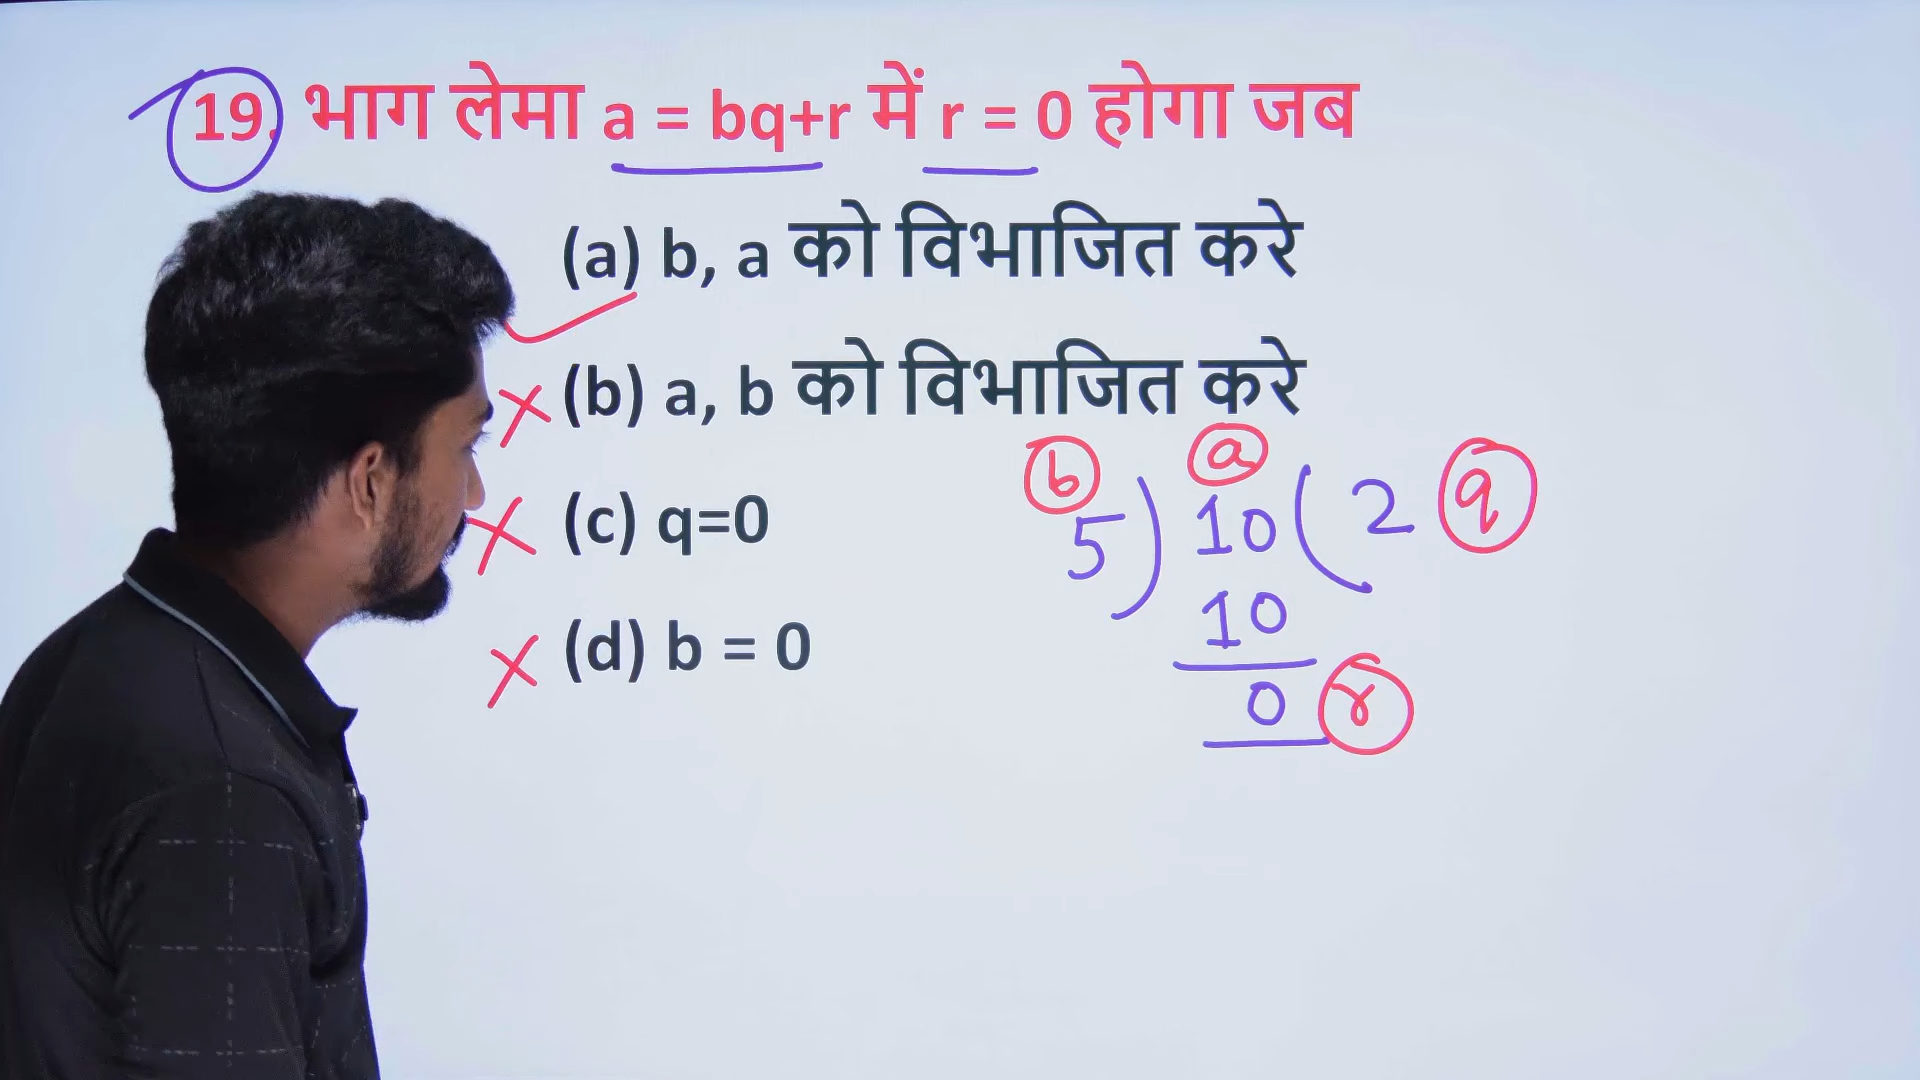 19. भाग लेमा a = bq+r में r = 0 होगा जब
(a) b, a को विभाजित करे
(b) a, b को विभाजित करे
(c) q=0
(d) b = 0
b a
5) 10 (2 q
10
0 r